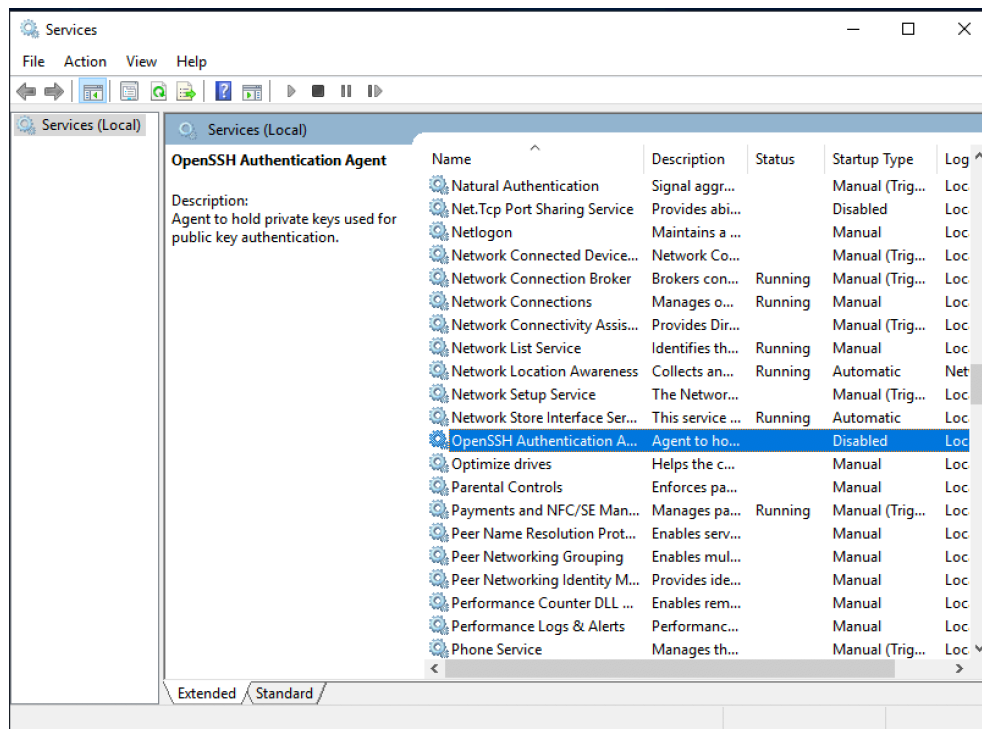 Services
File Action View Help
Services (Local)
Services (Local)
OpenSSH Authentication Agent
Description:
Agent to hold private keys used for
public key authentication.
Name Description Status Startup Type Log
Natural Authentication Signal aggr... Manual (Trig... Loc
Net.Tcp Port Sharing Service Provides abi... Disabled Loc
Netlogon Maintains a ... Manual Loc
Network Connected Device... Network Co... Manual (Trig... Loc
Network Connection Broker Brokers con... Running Manual (Trig... Loc
Network Connections Manages o... Running Manual Loc
Network Connectivity Assis... Provides Dir... Manual (Trig... Loc
Network List Service Identifies th... Running Manual Loc
Network Location Awareness Collects an... Running Automatic Net
Network Setup Service The Networ... Manual (Trig... Loc
Network Store Interface Ser... This service ... Running Automatic Loc
OpenSSH Authentication A... Agent to ho... Disabled Loc
Optimize drives Helps the c... Manual Loc
Parental Controls Enforces pa... Manual Loc
Payments and NFC/SE Man... Manages pa... Running Manual (Trig... Loc
Peer Name Resolution Prot... Enables serv... Manual Loc
Peer Networking Grouping Enables mul... Manual Loc
Peer Networking Identity M... Provides ide... Manual Loc
Performance Counter DLL ... Enables rem... Manual Loc
Performance Logs & Alerts Performanc... Manual Loc
Phone Service Manages th... Manual (Trig... Loc
Extended Standard